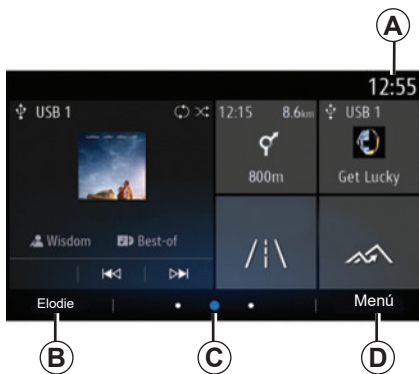 A
12:55
USB 1
12:15 8.6km
USB 1
800m
Get Lucky
Wisdom Best-of
Elodie
Menú
B
C
D